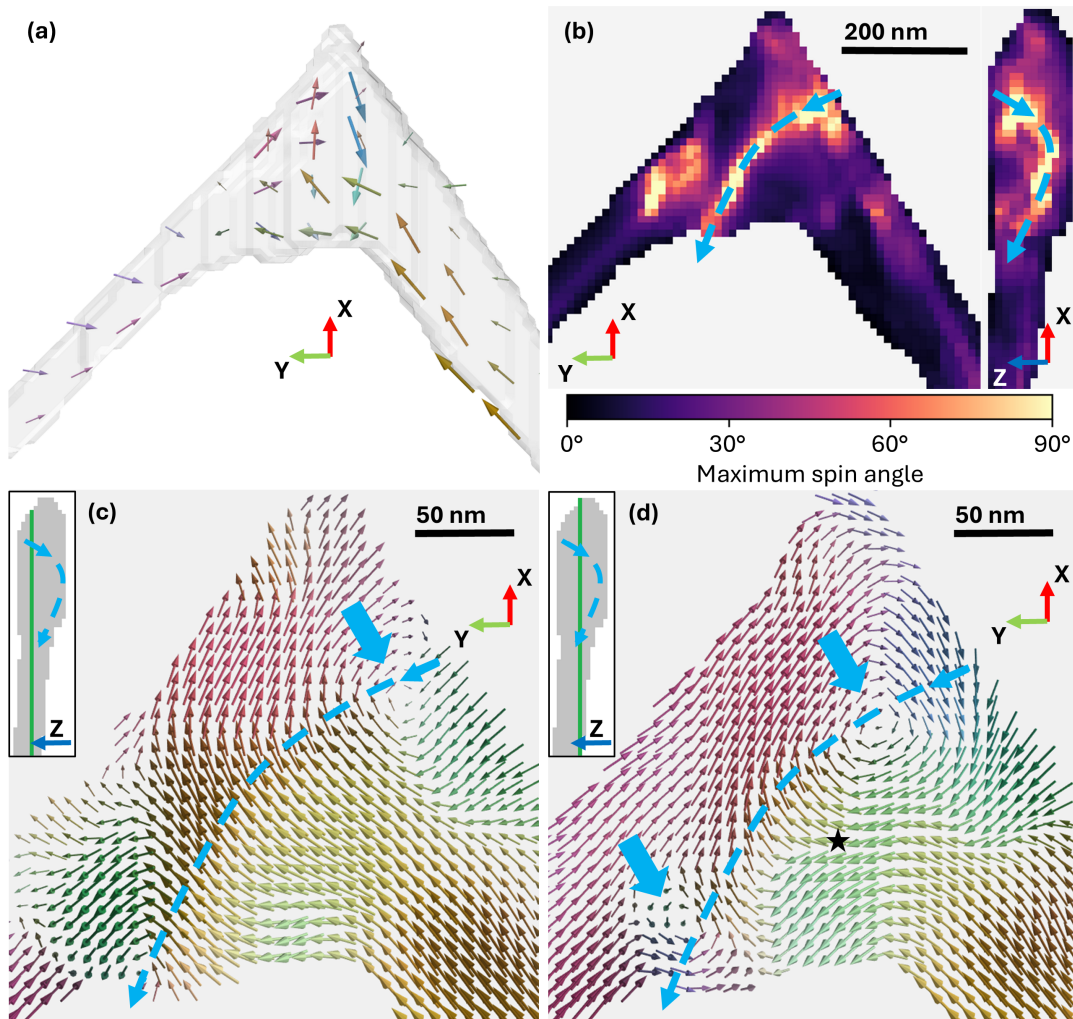 (a)
X
Y
(b)
200 nm
X
Y
X
Z
0°
30°
60°
90°
Maximum spin angle
(c)
50 nm
X
Y
Z
(d)
50 nm
X
Y
Z